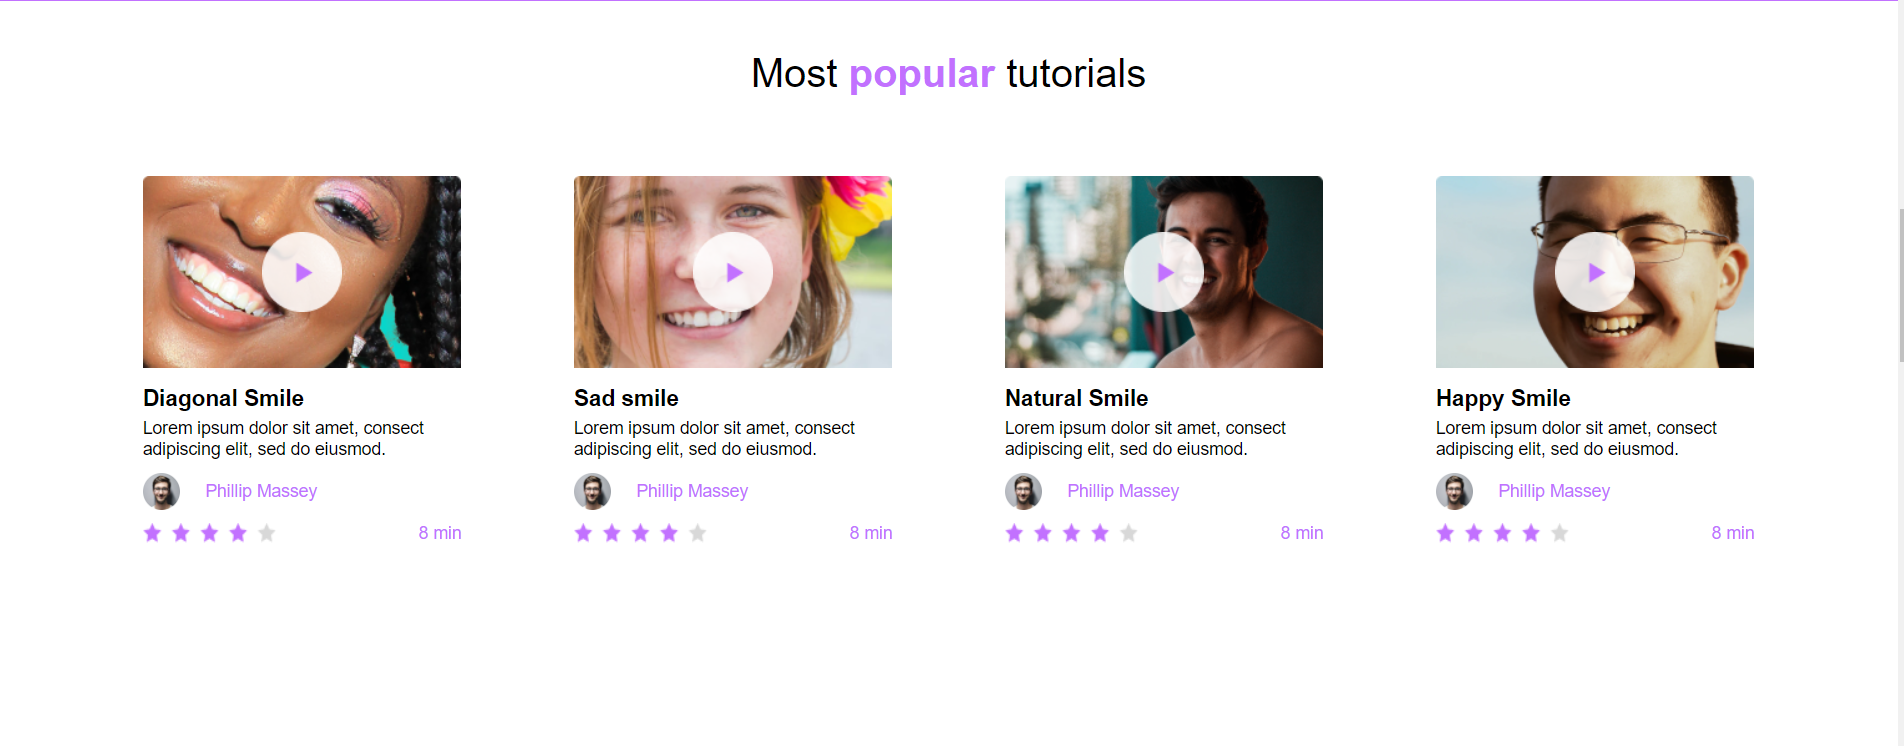 Most popular tutorials
Diagonal Smile
Lorem ipsum dolor sit amet, consect
adipiscing elit, sed do eiusmod.
Phillip Massey
8 min
Sad smile
Lorem ipsum dolor sit amet, consect
adipiscing elit, sed do eiusmod.
Phillip Massey
8 min
Natural Smile
Lorem ipsum dolor sit amet, consect
adipiscing elit, sed do eiusmod.
Phillip Massey
8 min
Happy Smile
Lorem ipsum dolor sit amet, consect
adipiscing elit, sed do eiusmod.
Phillip Massey
8 min